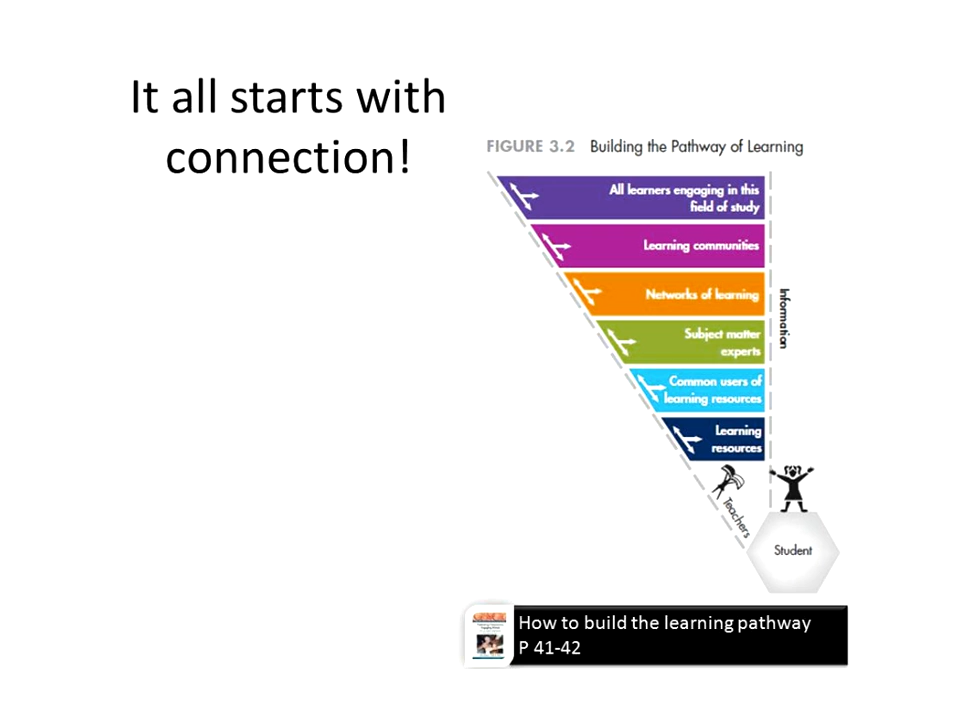 It all starts with
connection!
FIGURE 3.2 Building the Pathway of Learning
All learners engaging in this
field of study
Learning communities
Networks of learning
Subject matter
experts
Common users of
learning resources
Learning
resources
Information
Teachers
Student
How to build the learning pathway
P 41-42